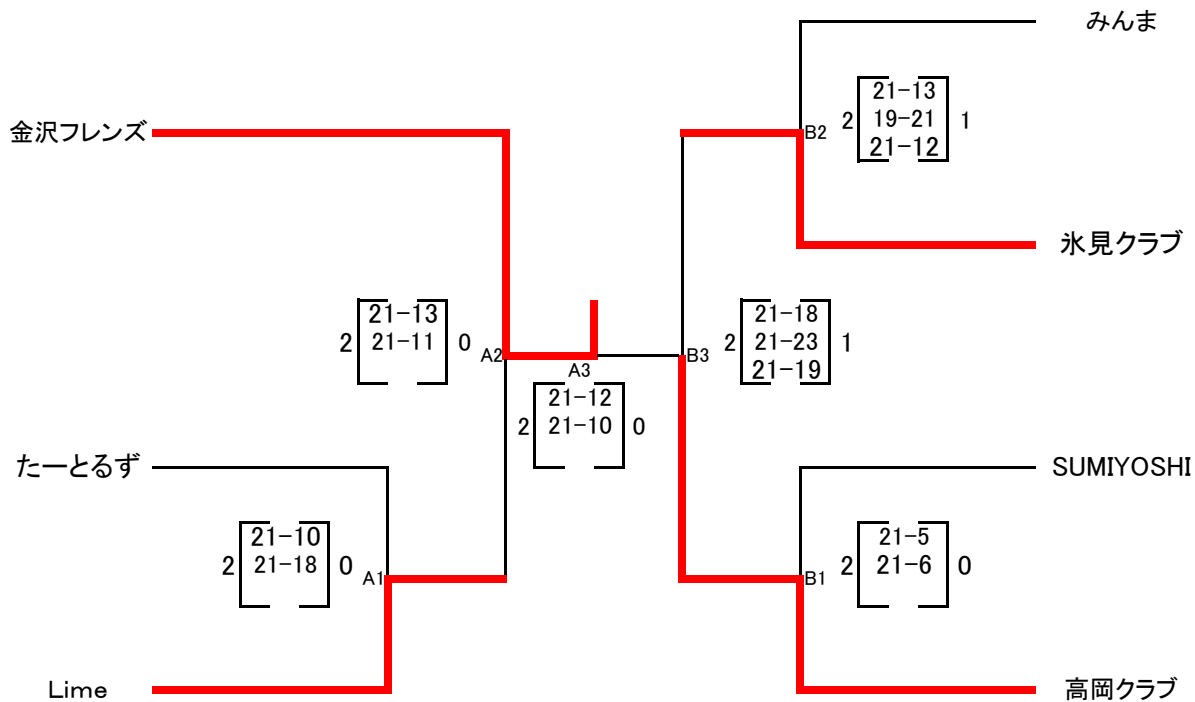 みんま
21-13
2 19-21 1
21-12
金沢フレンズ
B2
氷見クラブ
21-13
2 21-11 0
A2
21-18
2 21-23 1
21-19
B3
A3
21-12
2 21-10 0
たーとるず
SUMIYOSHI
21-10
2 21-18 0
A1
21-5
2 21-6 0
B1
Lime
高岡クラブ